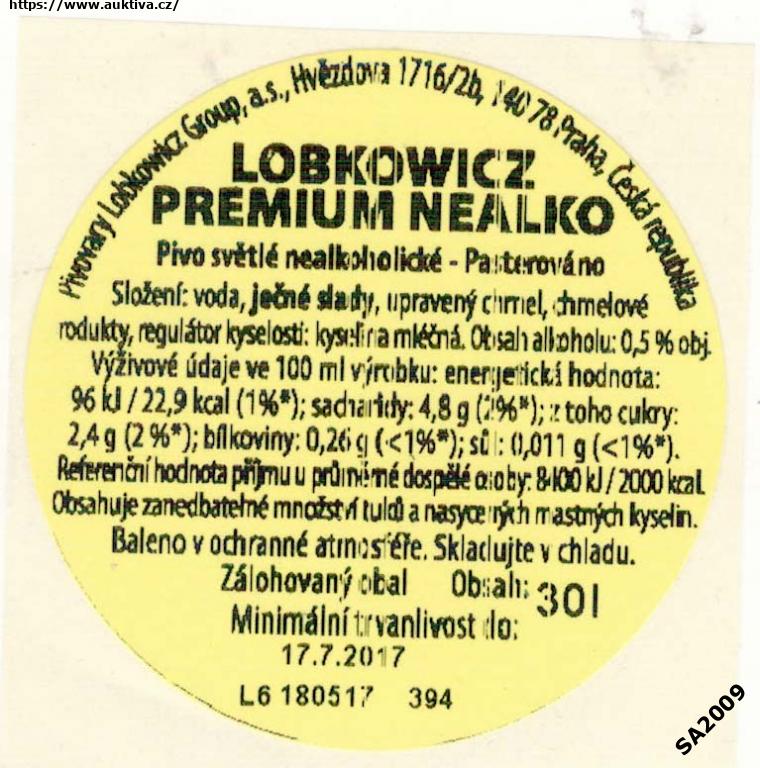 https://www.auktiva.cz/
Pivovary Lobkowicz Group, a.s., Hvězdova 1716/2b, 140 78 Praha, Česká republika
LOBKOWICZ
PREMIUM NEALKO
Pivo světlé nealkoholické - Pasterováno
Složení: voda, ječné slady, upravený chmel, chmelové
rodukty, regulátor kyselosti: kyselina mléčná. Obsah alkoholu: 0,5 % obj.
Výživové údaje ve 100 ml výrobku: energetická hodnota:
96 kJ / 22,9 kcal (1%*); sacharidy: 4,8 g (2%*); z toho cukry:
2,4 g (2 %*); bílkoviny: 0,26 g (<1%*); sůl: 0,011 g (<1%*).
Referenční hodnota příjmu u průměrné dospělé osoby: 8400 kJ / 2000 kcal.
Obsahuje zanedbatelné množství tuků a nasycených mastných kyselin.
Baleno v ochranné atmosféře. Skladujte v chladu.
Zálohovaný obal Obsah: 30l
Minimální trvanlivost do:
17.7.2017
L6 180517 394
SA2009